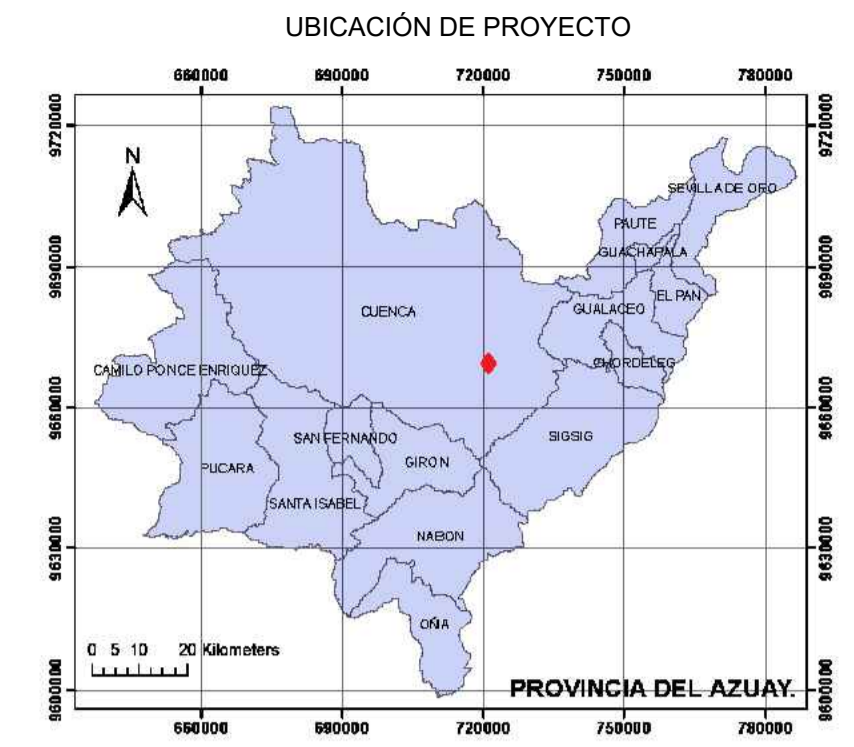 UBICACIÓN DE PROYECTO
660000 690000 720000 750000 780000
9720000 9720000
N
SEVILLA DE ORO
PAUTE
GUACHAPALA
9690000 9690000
EL PAN
GUALACEO
CUENCA
CHORDELEG
CAMILO PONCE ENRIQUEZ
9660000 9660000
SIGSIG
SAN FERNANDO
GIRON
PUCARA
SANTA ISABEL
NABON
9630000 9630000
OÑA
0 5 10 20 Kilometers
PROVINCIA DEL AZUAY.
9600000 9600000
660000 690000 720000 750000 780000